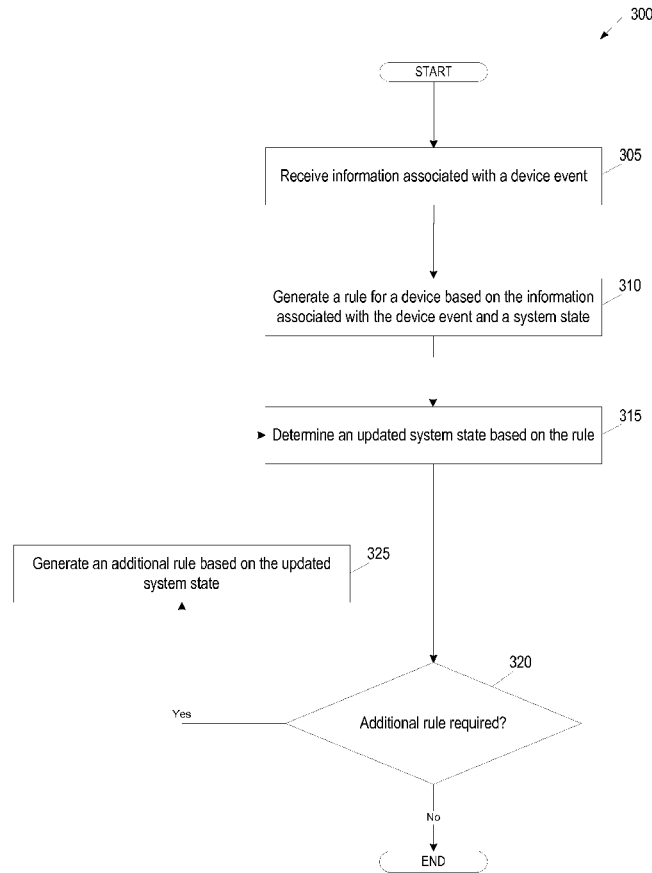 300
START
305
Receive information associated with a device event
310
Generate a rule for a device based on the information
associated with the device event and a system state
315
Determine an updated system state based on the rule
325
Generate an additional rule based on the updated
system state
320
Yes
Additional rule required?
No
END